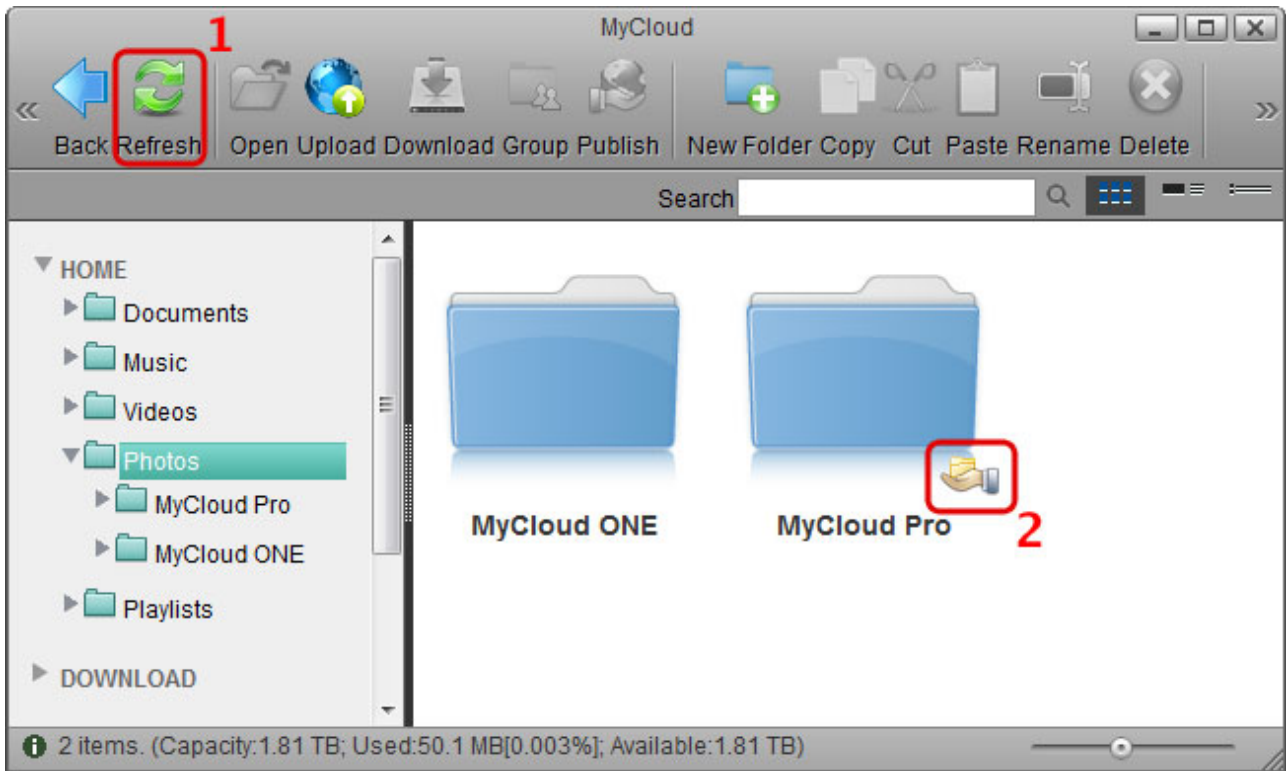 MyCloud
1
Back Refresh Open Upload Download Group Publish New Folder Copy Cut Paste Rename Delete
Search
HOME
Documents
Music
Videos
Photos
MyCloud Pro
MyCloud ONE
Playlists
DOWNLOAD
MyCloud ONE MyCloud Pro
2
2 items. (Capacity:1.81 TB; Used:50.1 MB[0.003%]; Available:1.81 TB)